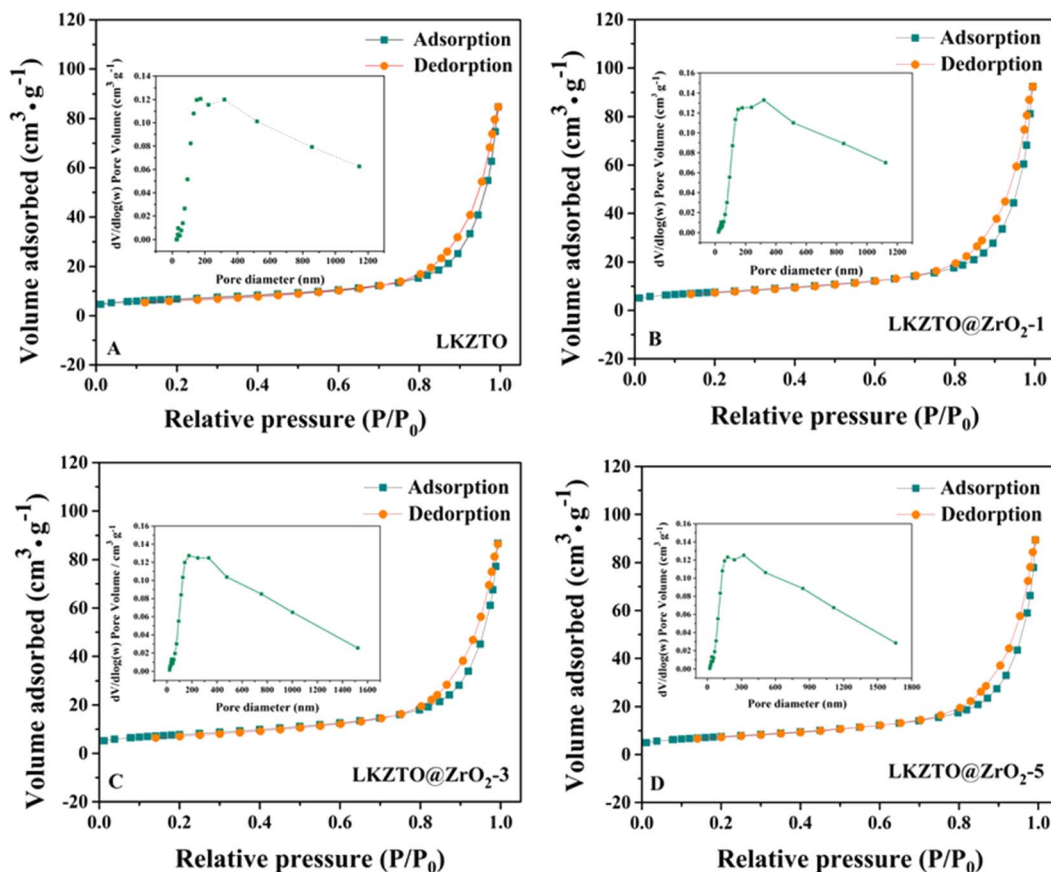 Adsorption
Dedorption
Volume adsorbed (cm³•g⁻¹)
120
100
80
60
40
20
0
-20
0.0 0.2 0.4 0.6 0.8 1.0
Relative pressure (P/P₀)
A
LKZTO
dV/dlog(w) Pore Volume (cm³ g⁻¹)
0.14
0.12
0.10
0.08
0.06
0.04
0.02
0.00
0 200 400 600 800 1000 1200
Pore diameter (nm)
Adsorption
Dedorption
Volume adsorbed (cm³•g⁻¹)
120
100
80
60
40
20
0
-20
0.0 0.2 0.4 0.6 0.8 1.0
Relative pressure (P/P₀)
B
LKZTO@ZrO₂-1
dV/dlog(w) Pore Volume (cm³ g⁻¹)
0.16
0.14
0.12
0.10
0.08
0.06
0.04
0.02
0.00
0 200 400 600 800 1000 1200
Pore diameter (nm)
Adsorption
Dedorption
Volume adsorbed (cm³•g⁻¹)
120
100
80
60
40
20
0
-20
0.0 0.2 0.4 0.6 0.8 1.0
Relative pressure (P/P₀)
C
LKZTO@ZrO₂-3
dV/dlog(w) Pore Volume / cm³ g⁻¹)
0.16
0.14
0.12
0.10
0.08
0.06
0.04
0.02
0.00
0 200 400 600 800 1000 1200 1400 1600
Pore diameter (nm)
Adsorption
Dedorption
Volume adsorbed (cm³•g⁻¹)
120
100
80
60
40
20
0
-20
0.0 0.2 0.4 0.6 0.8 1.0
Relative pressure (P/P₀)
D
LKZTO@ZrO₂-5
dV/dlog(w) Pore Volume (cm³ g⁻¹)
0.16
0.14
0.12
0.10
0.08
0.06
0.04
0.02
0.00
0 300 600 900 1200 1500 1800
Pore diameter (nm)